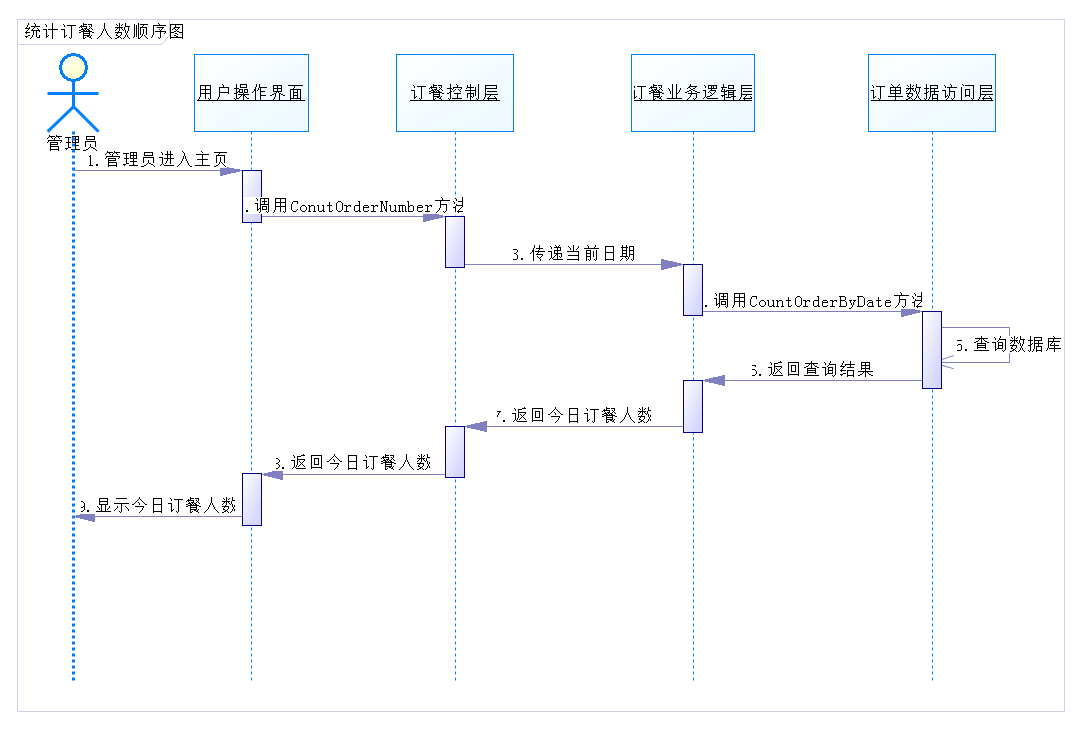 统计订餐人数顺序图
用户操作界面
订餐控制层
订餐业务逻辑层
订单数据访问层
管理员
1.管理员进入主页
.调用ConutOrderNumber方法
3.传递当前日期
.调用CountOrderByDate方法
5.查询数据库
6.返回查询结果
7.返回今日订餐人数
8.返回今日订餐人数
9.显示今日订餐人数